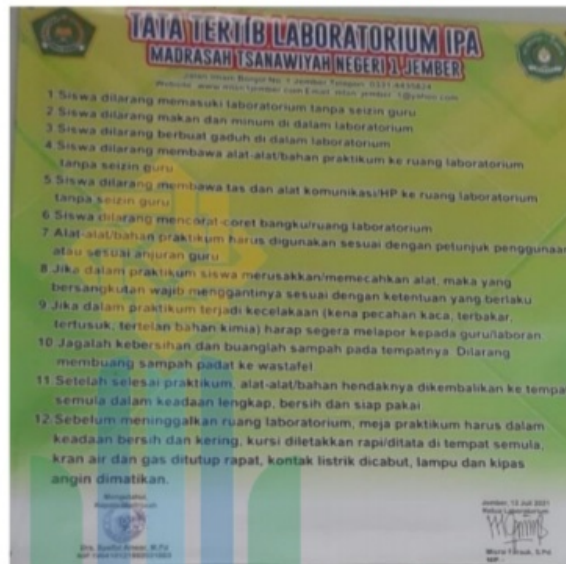 TATA TERTIB LABORATORIUM IPA
MADRASAH TSANAWIYAH NEGERI 1 JEMBER
1 Siswa dilarang memasuki laboratorium tanpa seizin guru
2 Siswa dilarang makan dan minum di dalam laboratorium
3 Siswa dilarang berbuat gaduh di dalam laboratorium
4 Siswa dilarang membawa alat-alat/bahan praktikum ke ruang laboratorium
tanpa seizin guru
5 Siswa dilarang membawa tas dan alat komunikasi/HP ke ruang laboratorium
tanpa seizin guru
6 Siswa dilarang mencorat-coret bangku/ruang laboratorium
7 Alat-alat/bahan praktikum harus digunakan sesuai dengan petunjuk penggunaan
atau sesuai anjuran guru
8 Jika dalam praktikum siswa merusakkan/memecahkan alat, maka yang
bersangkutan wajib menggantinya sesuai dengan ketentuan yang berlaku
9 Jika dalam praktikum terjadi kecelakaan (kena pecahan kaca, terbakar,
tertusuk, tertelan bahan kimia) harap segera melapor kepada guru/laboran.
10 Jagalah kebersihan dan buanglah sampah pada tempatnya. Dilarang
membuang sampah padat ke wastafel
11 Setelah selesai praktikum, alat-alat/bahan hendaknya dikembalikan ke tempa
semula dalam keadaan lengkap, bersih dan siap pakai
12 Sebelum meninggalkan ruang laboratorium, meja praktikum harus dalam
keadaan bersih dan kering, kursi diletakkan rapi/ditata di tempat semula,
kran air dan gas ditutup rapat, kontak listrik dicabut, lampu dan kipas
angin dimatikan.
Mengetahui,
Jember, 12 Juli 2021
Ketua Laboratorium